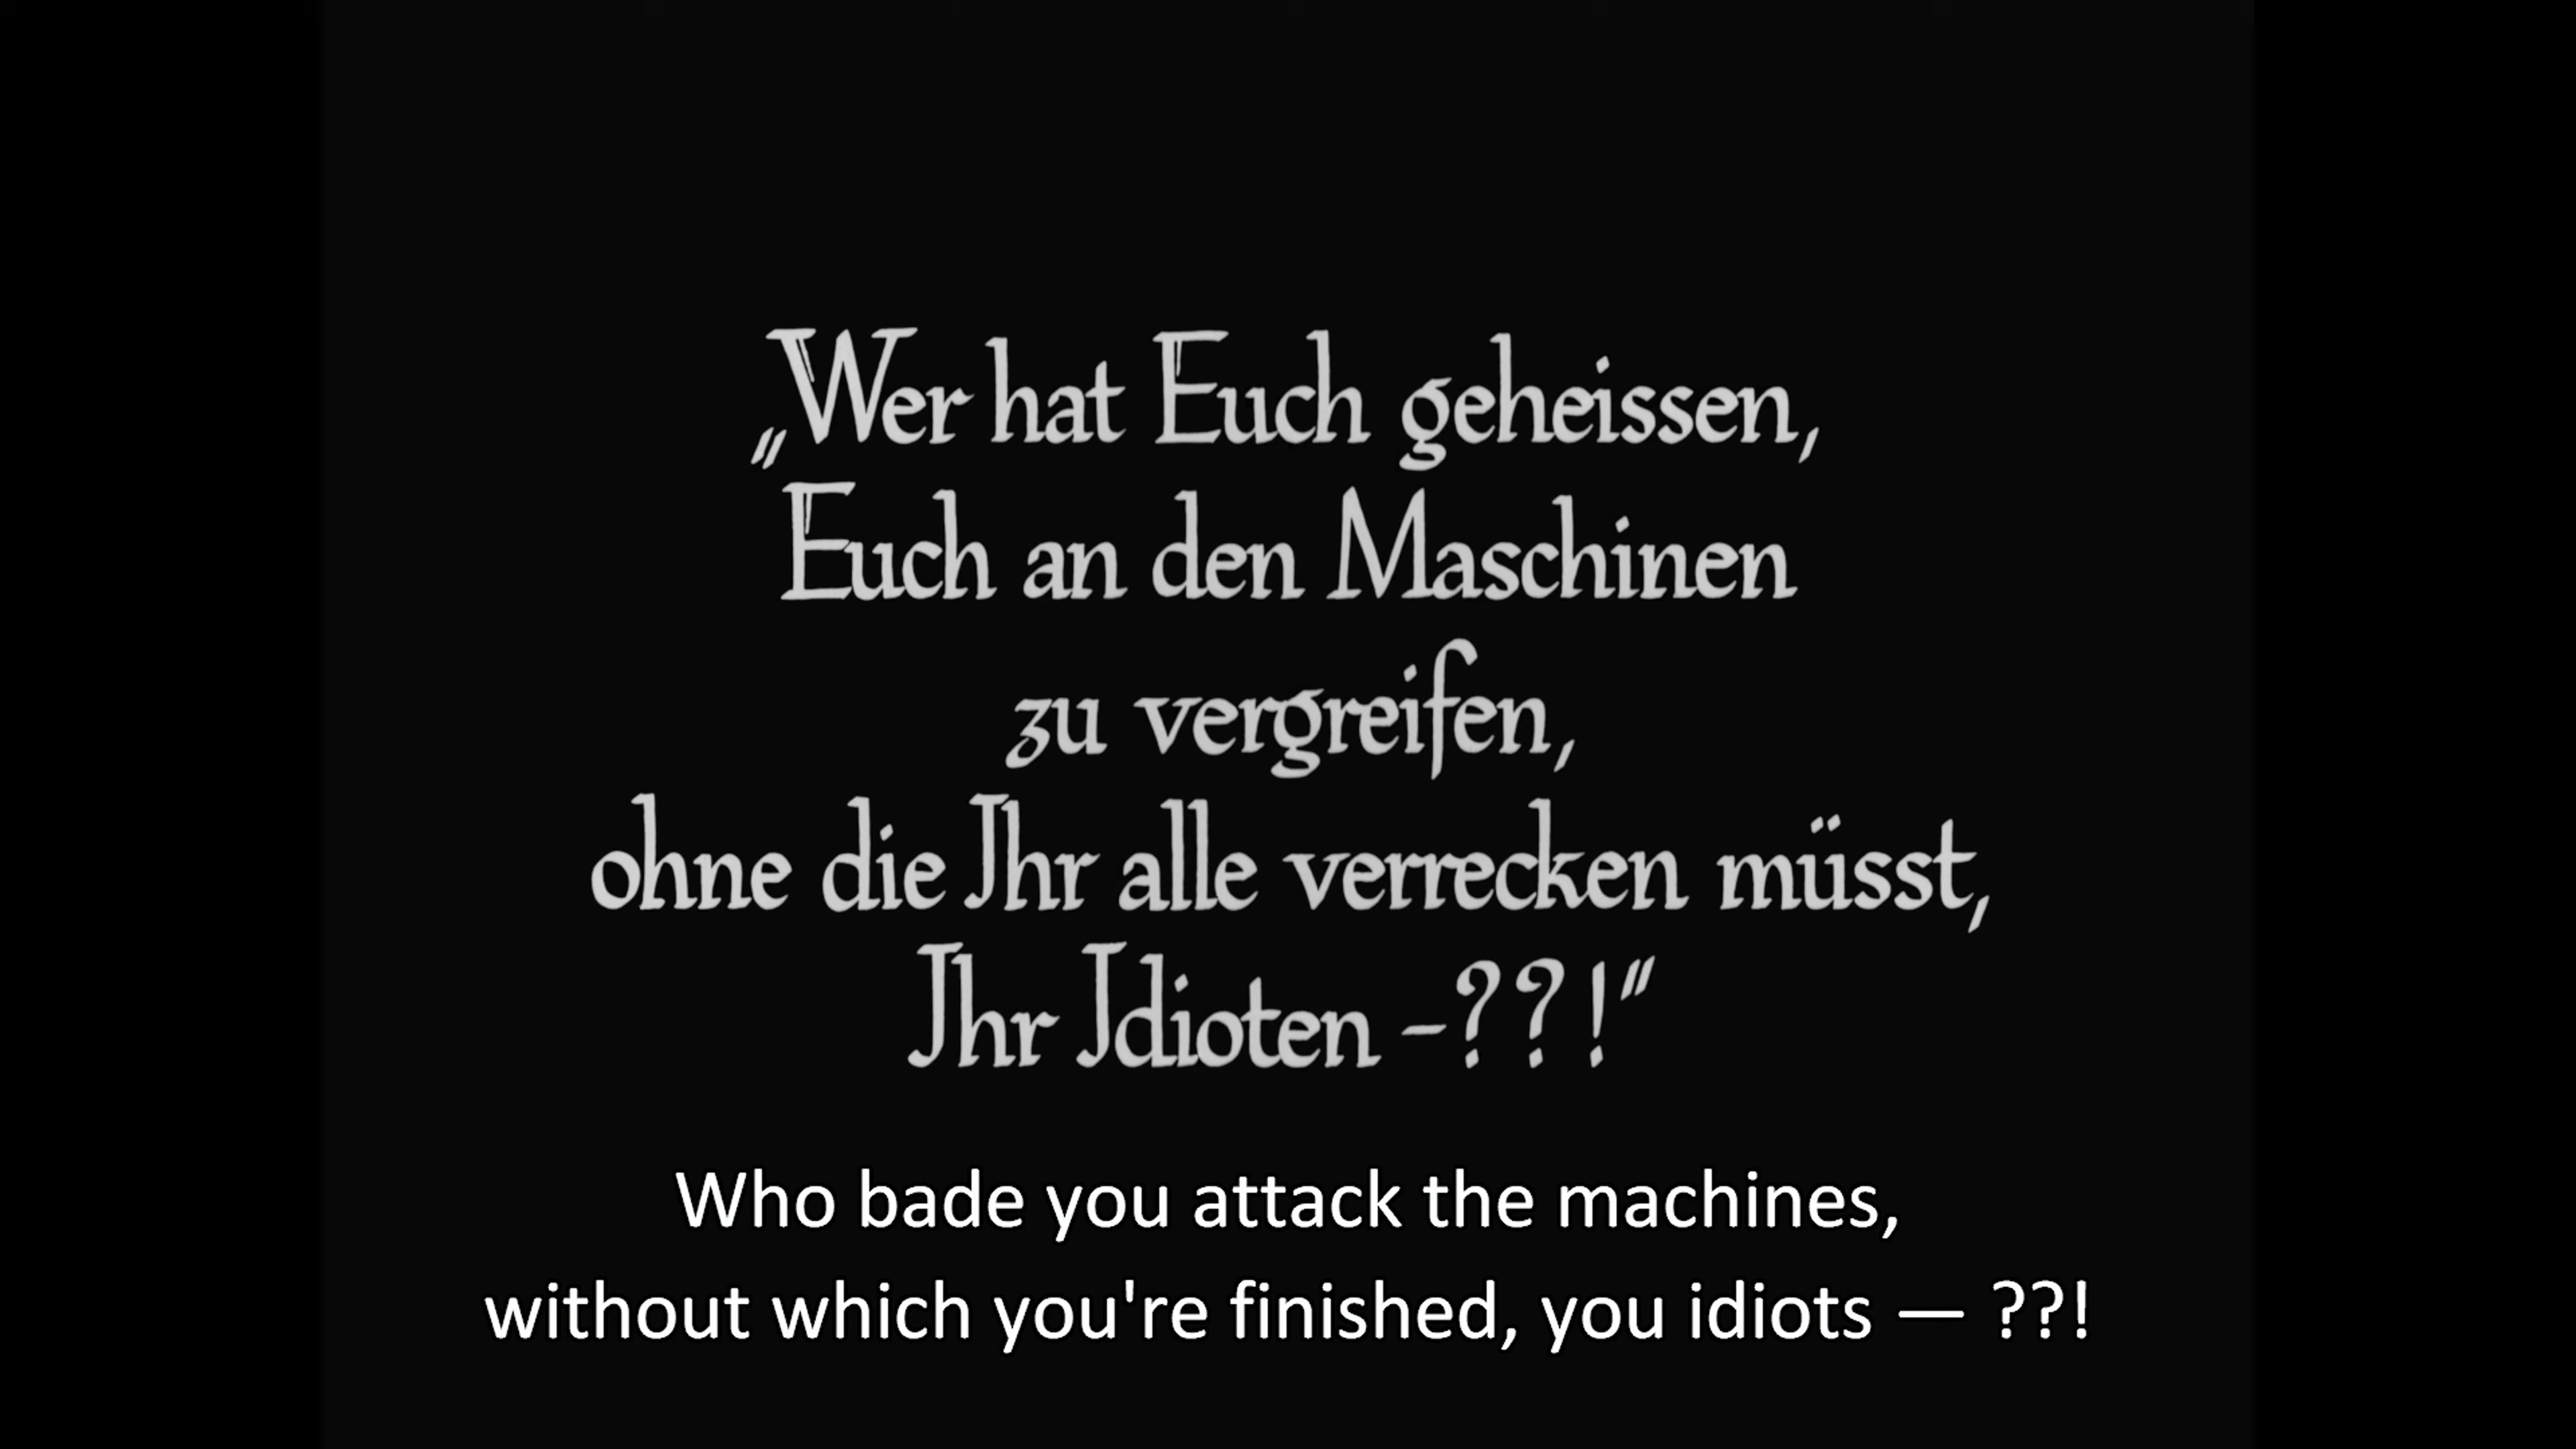 „Wer hat Euch geheissen,
Euch an den Maschinen
zu vergreifen,
ohne die Jhr alle verrecken müsst,
Jhr Jdioten -??!"
Who bade you attack the machines,
without which you're finished, you idiots — ??!